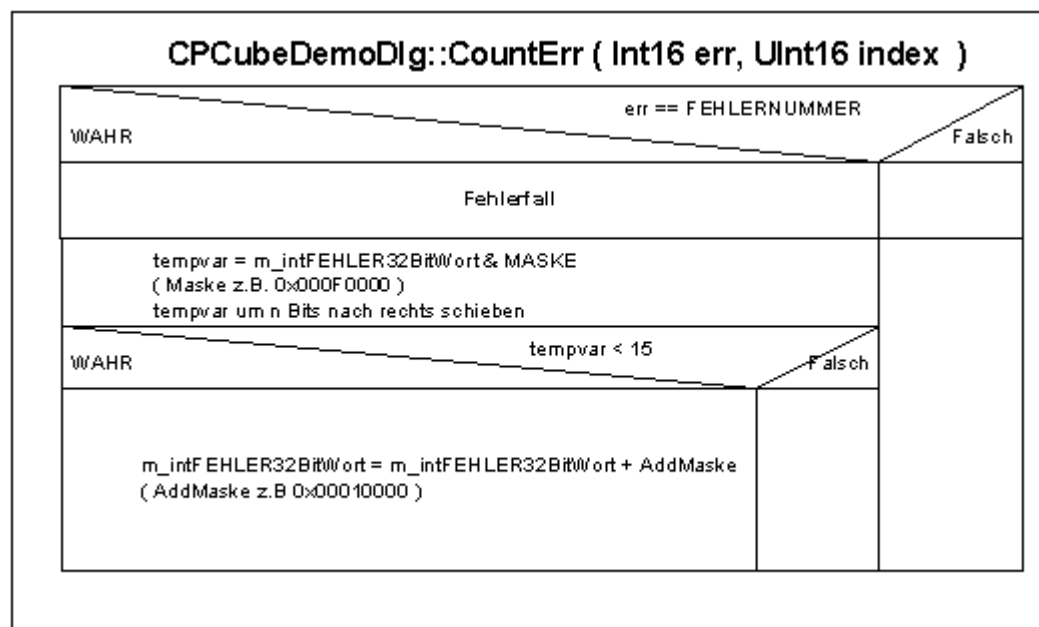 CPCubeDemoDlg::CountErr ( Int16 err, UInt16 index )
err == FEHLERNUMMER
WAHR
Falsch
Fehlerfall
tempvar = m_intFEHLER32BitWort & MASKE
( Maske z.B. 0x000F0000 )
tempvar um n Bits nach rechts schieben
tempvar < 15
WAHR
Falsch
m_intFEHLER32BitWort = m_intFEHLER32BitWort + AddMaske
( AddMaske z.B 0x00010000 )